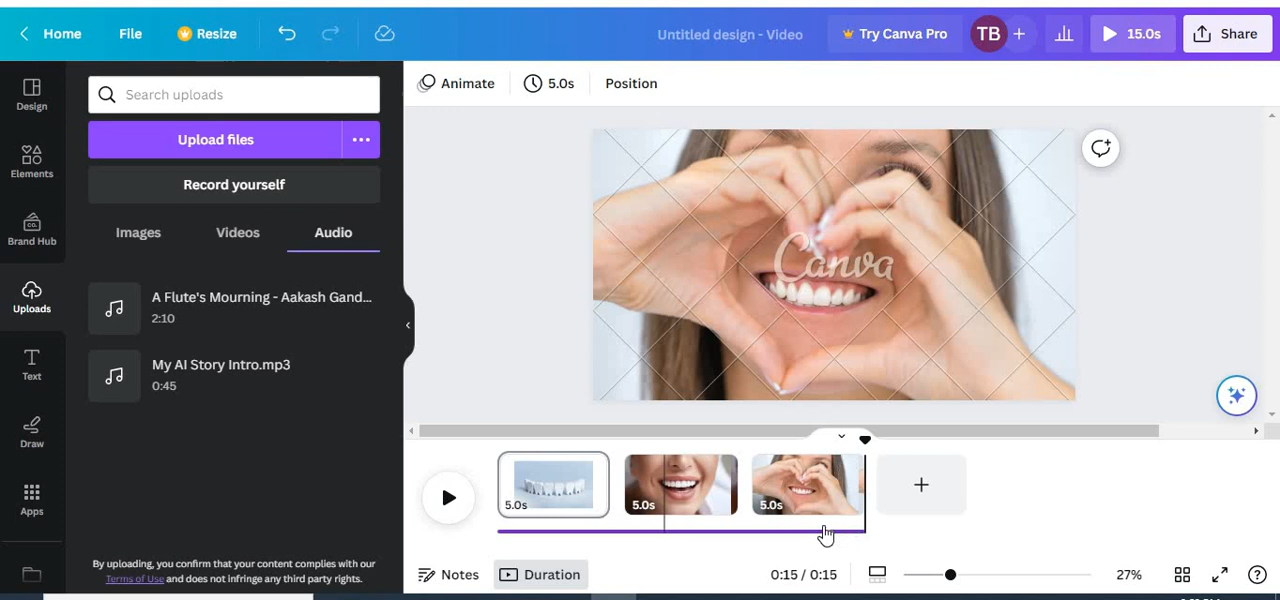 Home File Resize Untitled design - Video Try Canva Pro TB + 15.0s Share
Design
Elements
CO.
Brand Hub
Uploads
Text
Draw
Apps
Search uploads
Upload files
Record yourself
Images Videos Audio
A Flute's Mourning - Aakash Gand...
2:10
My AI Story Intro.mp3
0:45
By uploading, you confirm that your content complies with our
Terms of Use and does not infringe any third party rights.
Animate 5.0s Position
Canva
5.0s 5.0s 5.0s
Notes Duration 0:15 / 0:15 27%